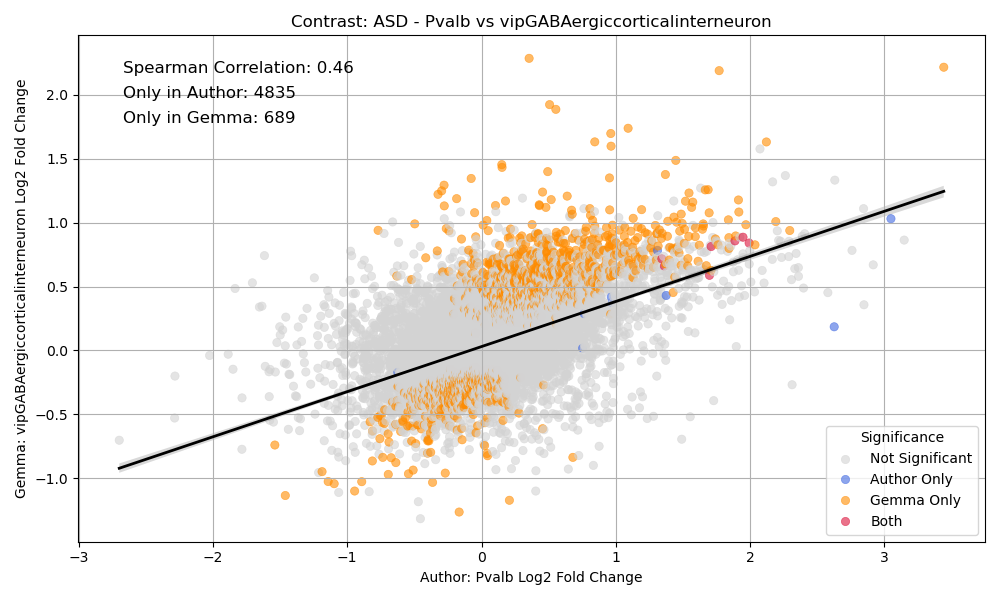 Contrast: ASD - Pvalb vs vipGABAergiccorticalinterneuron
Spearman Correlation: 0.46
Only in Author: 4835
Only in Gemma: 689
Gemma: vipGABAergiccorticalinterneuron Log2 Fold Change
2.0
1.5
1.0
0.5
0.0
−0.5
−1.0
Significance
Not Significant
Author Only
Gemma Only
Both
−3
−2
−1
0
1
2
3
Author: Pvalb Log2 Fold Change